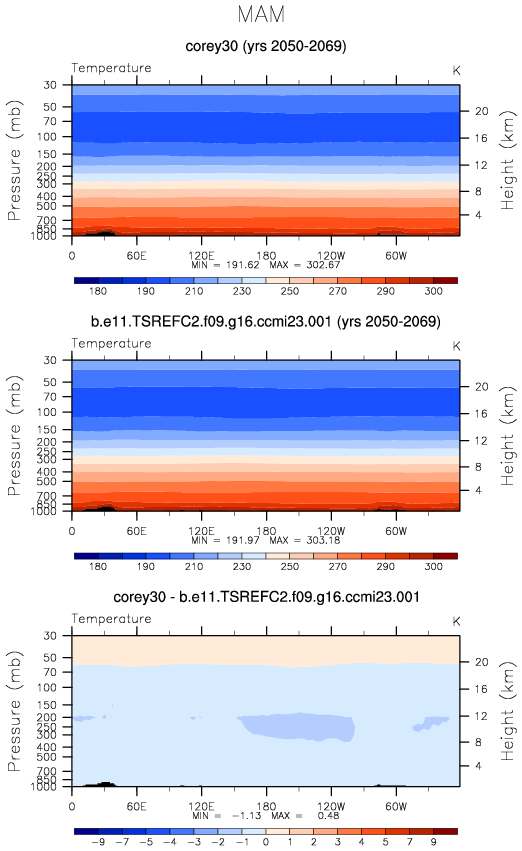 MAM
corey30 (yrs 2050-2069)
Temperature K
30
50
70
100
150
200
250
300
400
500
700
850
1000
Pressure (mb)
20
16
12
8
4
Height (km)
0 60E 120E 180 120W 60W
MIN = 191.62 MAX = 302.67
180 190 210 230 250 270 290 300
b.e11.TSREFC2.f09.g16.ccmi23.001 (yrs 2050-2069)
Temperature K
30
50
70
100
150
200
250
300
400
500
700
850
1000
Pressure (mb)
20
16
12
8
4
Height (km)
0 60E 120E 180 120W 60W
MIN = 191.97 MAX = 303.18
180 190 210 230 250 270 290 300
corey30 - b.e11.TSREFC2.f09.g16.ccmi23.001
Temperature K
30
50
70
100
150
200
250
300
400
500
700
850
1000
Pressure (mb)
20
16
12
8
4
Height (km)
0 60E 120E 180 120W 60W
MIN = -1.13 MAX = 0.48
-9 -7 -5 -4 -3 -2 -1 0 1 2 3 4 5 7 9